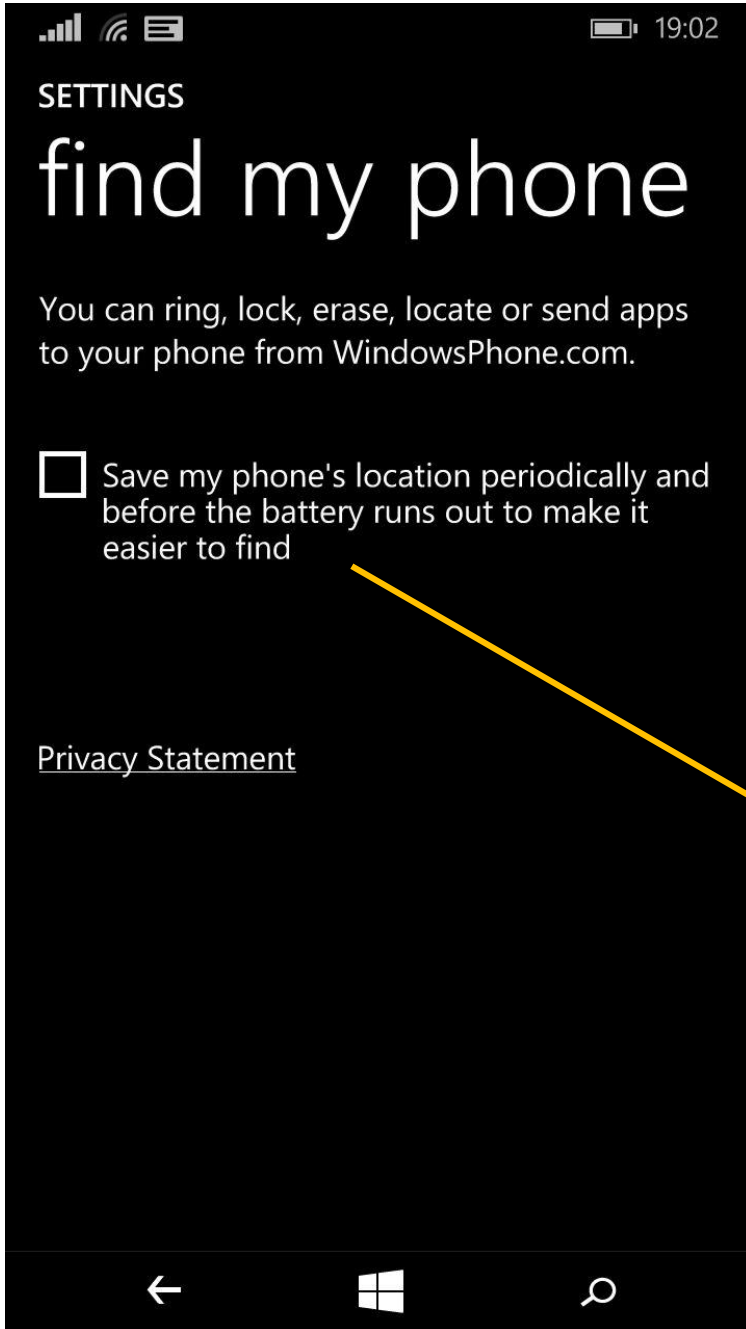 19:02
SETTINGS
find my phone
You can ring, lock, erase, locate or send apps
to your phone from WindowsPhone.com.
Save my phone's location periodically and
before the battery runs out to make it
easier to find
Privacy Statement